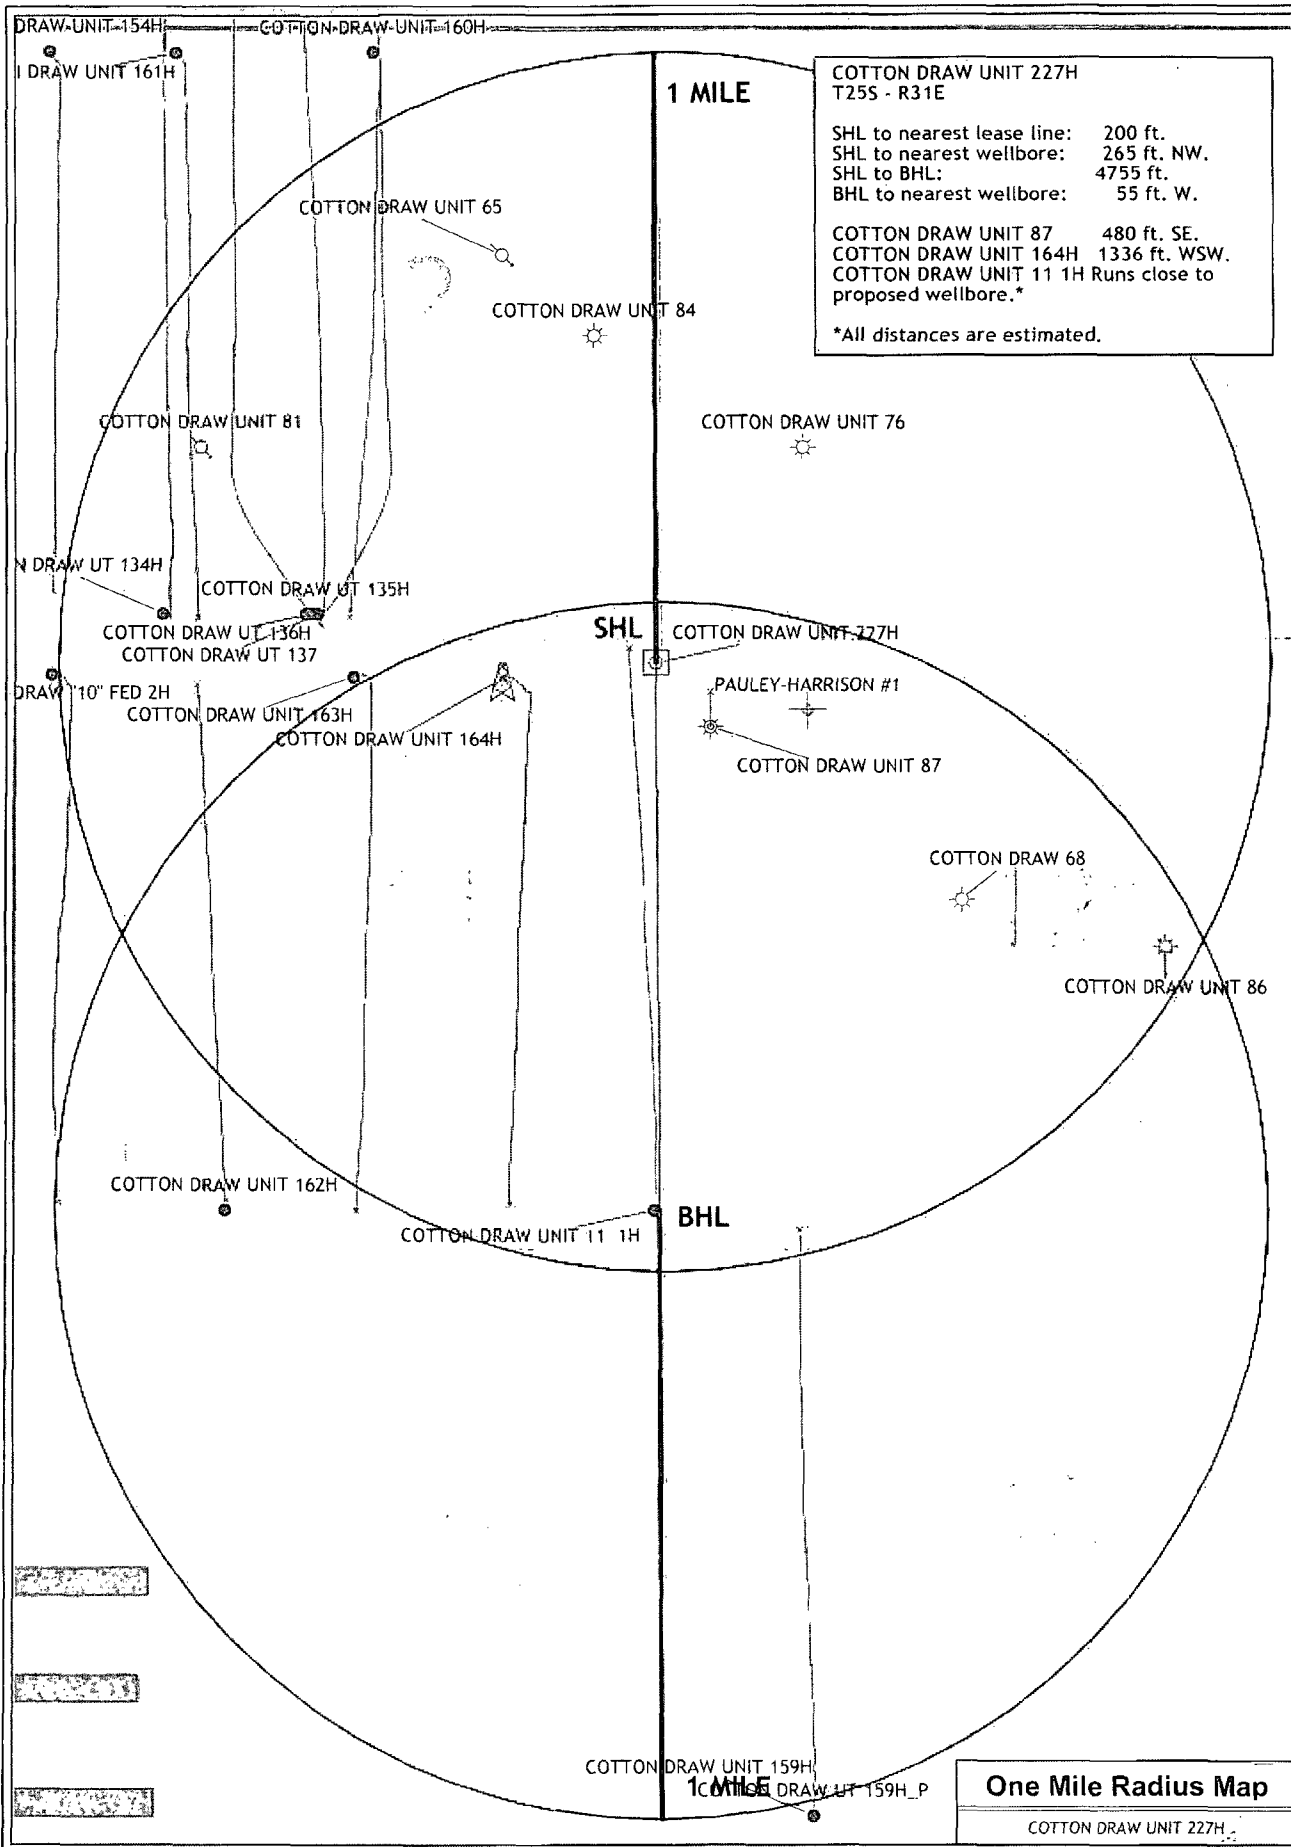 DRAW UNIT 154H
COTTON DRAW UNIT 160H
DRAW UNIT 161H
1 MILE
COTTON DRAW UNIT 227H
T25S - R31E
SHL to nearest lease line: 200 ft.
SHL to nearest wellbore: 265 ft. NW.
SHL to BHL: 4755 ft.
BHL to nearest wellbore: 55 ft. W.
COTTON DRAW UNIT 87 480 ft. SE.
COTTON DRAW UNIT 164H 1336 ft. WSW.
COTTON DRAW UNIT 11 1H Runs close to
proposed wellbore.*
*All distances are estimated.
COTTON DRAW UNIT 65
COTTON DRAW UNIT 84
COTTON DRAW UNIT 81
COTTON DRAW UNIT 76
N DRAW UT 134H
COTTON DRAW UT 135H
COTTON DRAW UT 136H
COTTON DRAW UT 137
SHL
COTTON DRAW UNIT 227H
DRAW "10" FED 2H
COTTON DRAW UNIT 163H
PAULEY-HARRISON #1
COTTON DRAW UNIT 164H
COTTON DRAW UNIT 87
COTTON DRAW 68
COTTON DRAW UNIT 86
COTTON DRAW UNIT 162H
COTTON DRAW UNIT 11 1H
BHL
COTTON DRAW UNIT 159H
1 MILE
COTTON DRAW UT 159H_P
One Mile Radius Map
COTTON DRAW UNIT 227H